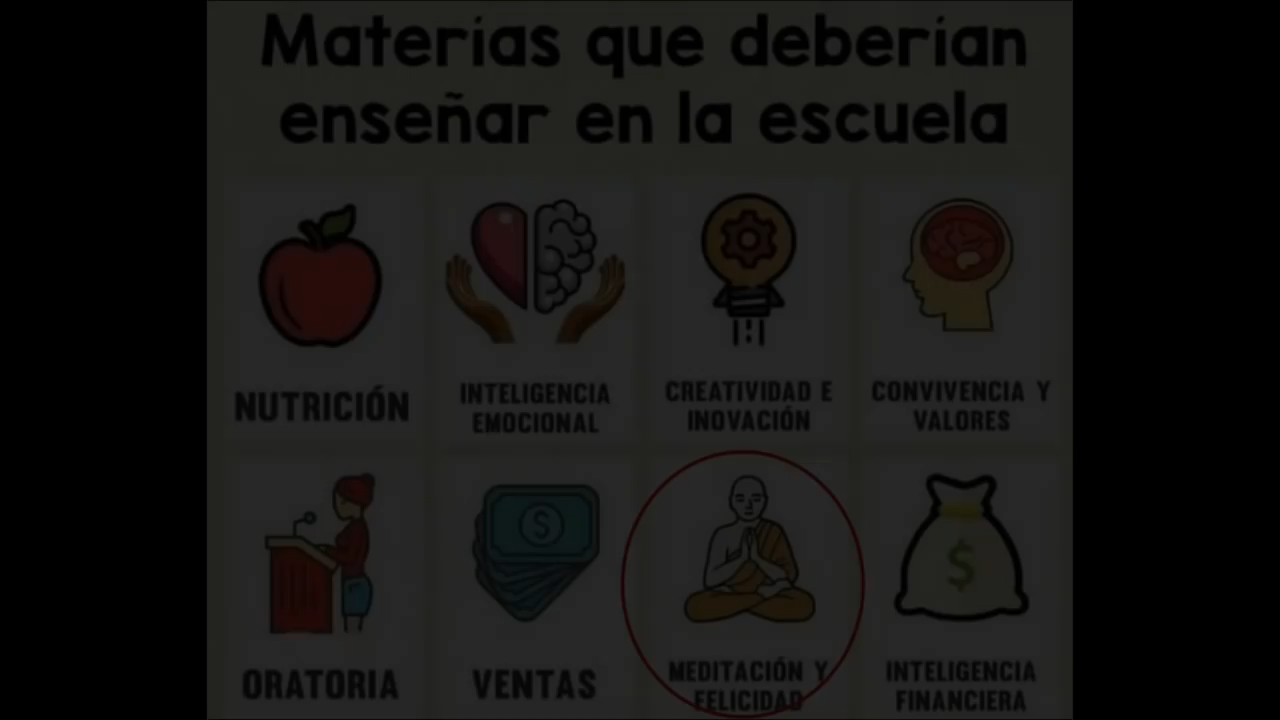 Materias que deberían
enseñar en la escuela
NUTRICIÓN
INTELIGENCIA
EMOCIONAL
CREATIVIDAD E
INOVACIÓN
CONVIVENCIA Y
VALORES
ORATORIA
VENTAS
MEDITACIÓN Y
FELICIDAD
INTELIGENCIA
FINANCIERA